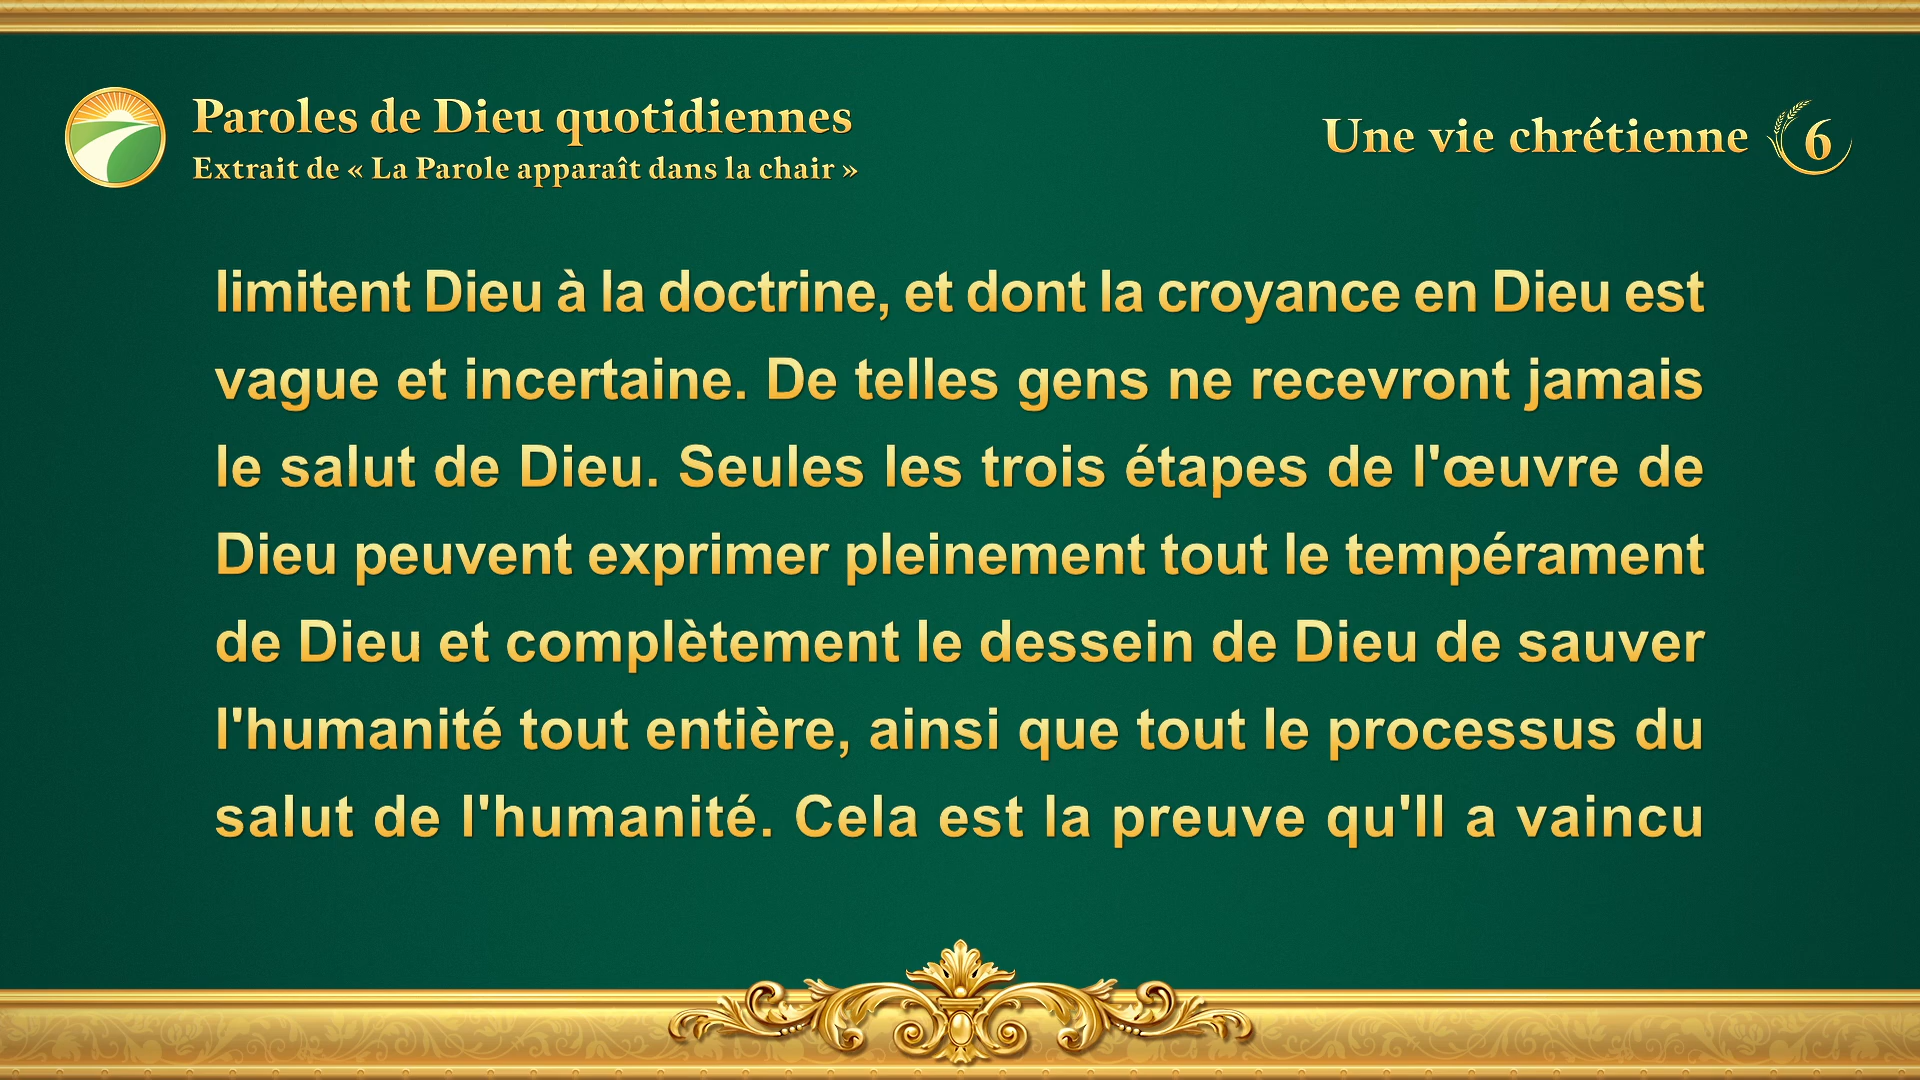 Paroles de Dieu quotidiennes
Extrait de « La Parole apparaît dans la chair »
Une vie chrétienne 6
limitent Dieu à la doctrine, et dont la croyance en Dieu est
vague et incertaine. De telles gens ne recevront jamais
le salut de Dieu. Seules les trois étapes de l'œuvre de
Dieu peuvent exprimer pleinement tout le tempérament
de Dieu et complètement le dessein de Dieu de sauver
l'humanité tout entière, ainsi que tout le processus du
salut de l'humanité. Cela est la preuve qu'Il a vaincu